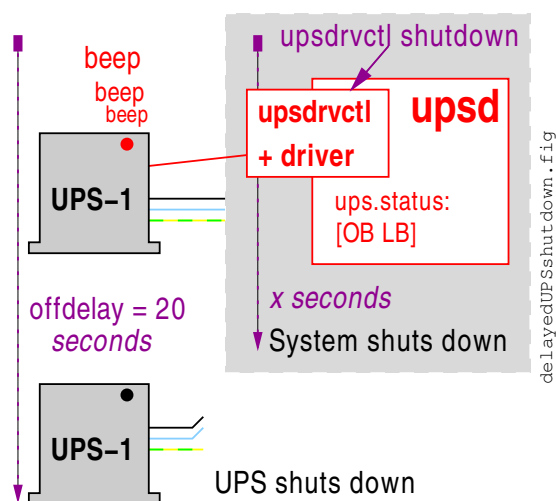 upsdrvctl shutdown
beep
beep
beep
upsdrvctl
+ driver
upsd
UPS–1
ups.status:
[OB LB]
offdelay = 20
seconds
x seconds
System shuts down
UPS–1
UPS shuts down
delayedUPSshutdown.fig